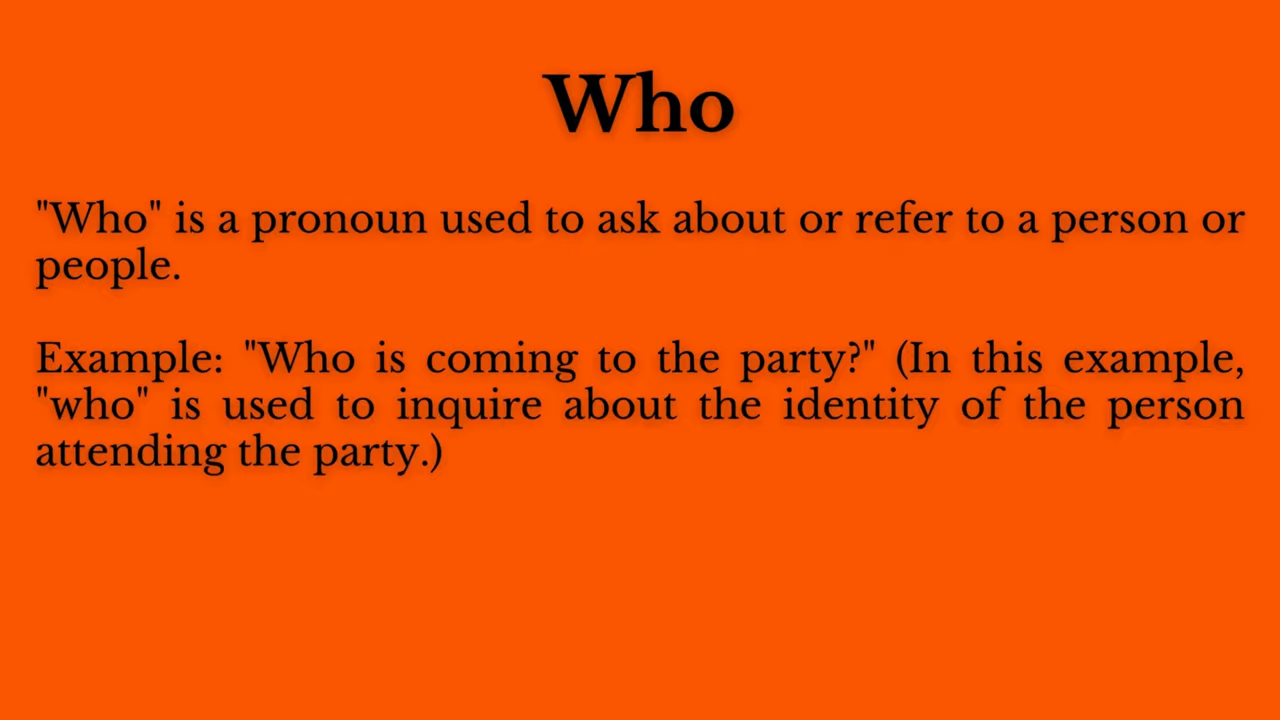 Who
"Who" is a pronoun used to ask about or refer to a person or
people.
Example: "Who is coming to the party?" (In this example,
"who" is used to inquire about the identity of the person
attending the party.)